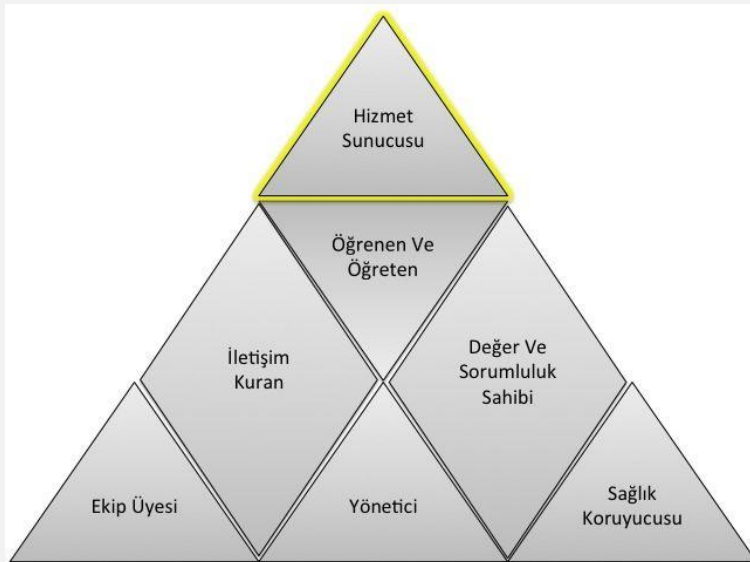 Hizmet
Sunucusu
Öğrenen Ve
Öğreten
İletişim
Kuran
Değer Ve
Sorumluluk
Sahibi
Ekip Üyesi
Yönetici
Sağlık
Koruyucusu